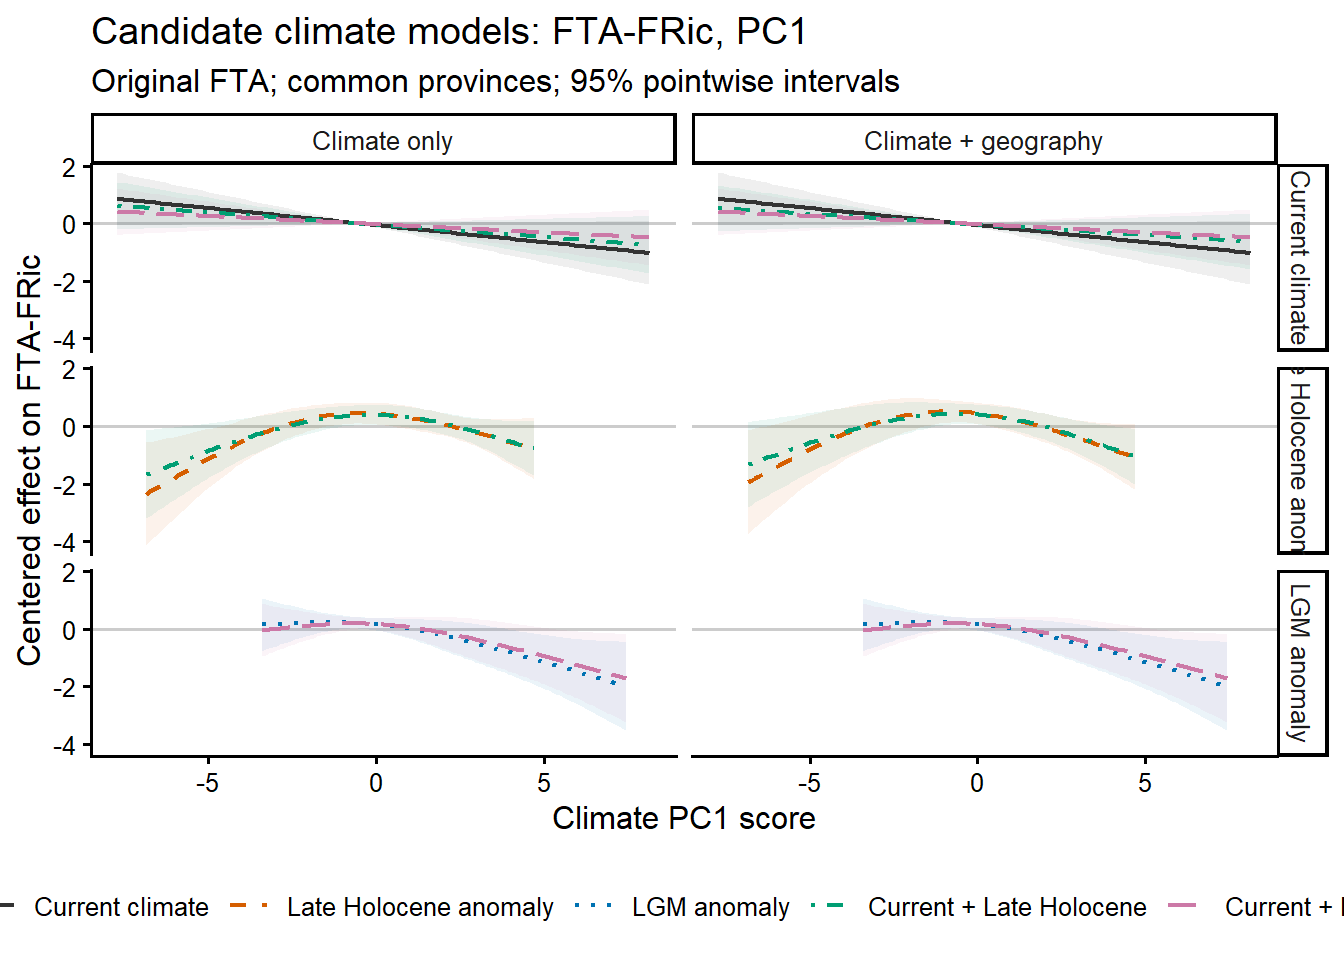 Candidate climate models: FTA-FRic, PC1
Original FTA; common provinces; 95% pointwise intervals
Climate only
Climate + geography
2
0
-2
-4
Current climate
2
0
-2
-4
Holocene
2
0
-2
-4
LGM anomaly
Centered effect on FTA-FRic
-5
0
5
-5
0
5
Climate PC1 score
Current climate
Late Holocene anomaly
LGM anomaly
Current + Late Holocene
Current +